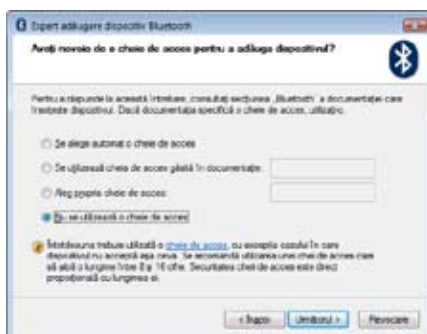 Expert adăugare dispozitiv Bluetooth
Aveți nevoie de o cheie de acces pentru a adăuga dispozitivul?
Pentru a răspunde la această întrebare, consultați secțiunea „Bluetooth” a documentației care
însoțește dispozitivul. Dacă documentația specifică o cheie de acces, utilizați-o.
Se alege automat o cheie de acces
Se utilizează cheia de acces găsită în documentație:
Aleg propria cheie de acces:
Nu se utilizează o cheie de acces
Întotdeauna trebuie utilizată o cheie de acces, cu excepția cazului în care
dispozitivul nu acceptă așa ceva. Se recomandă utilizarea unei chei de acces care
să aibă o lungime între 8 și 16 cifre. Securitatea cheii de acces este direct
proporțională cu lungimea ei.
< Înapoi
Următorul >
Revocare